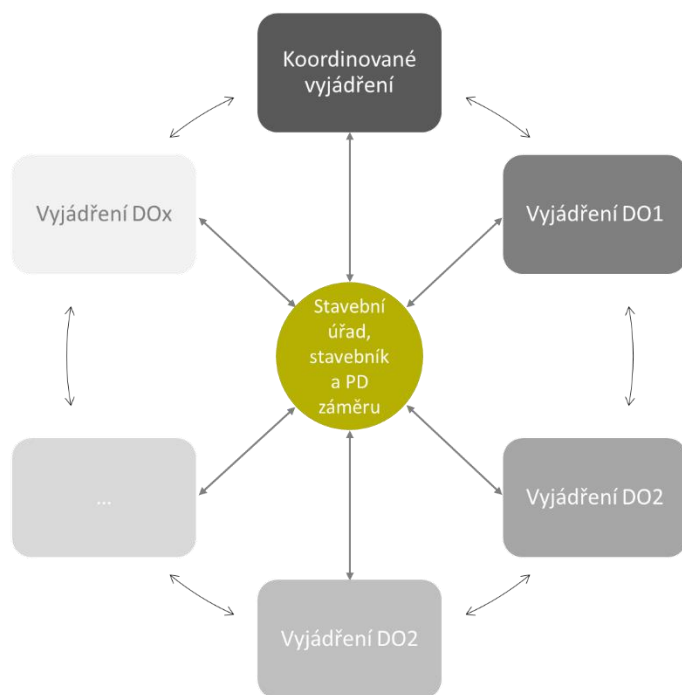 Koordinované
vyjádření
Vyjádření DOx
Vyjádření DO1
Stavební
úřad,
stavebník
a PD
záměru
...
Vyjádření DO2
Vyjádření DO2